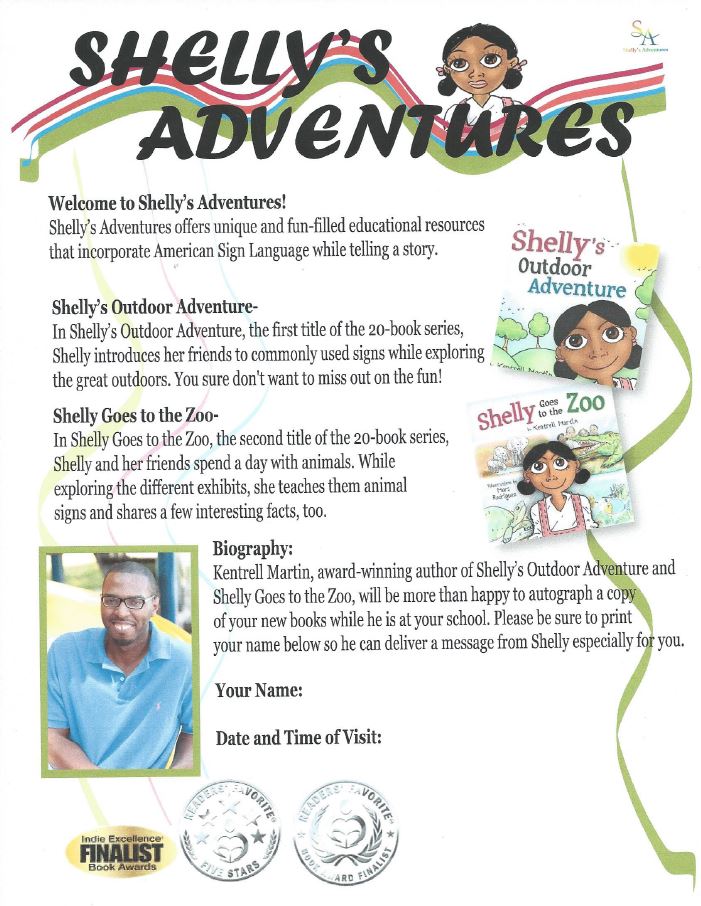 SHELLY'S
ADVENTURES
SA
Shelly's Adventures
Welcome to Shelly's Adventures!
Shelly's Adventures offers unique and fun-filled educational resources
that incorporate American Sign Language while telling a story.
Shelly's
Outdoor
Adventure
Kentrell Martin
Shelly's Outdoor Adventure-
In Shelly's Outdoor Adventure, the first title of the 20-book series,
Shelly introduces her friends to commonly used signs while exploring
the great outdoors. You sure don't want to miss out on the fun!
Shelly Goes to the Zoo
Kentrell Martin
Illustrations by
Marc
Rodriguez
Shelly Goes to the Zoo-
In Shelly Goes to the Zoo, the second title of the 20-book series,
Shelly and her friends spend a day with animals. While
exploring the different exhibits, she teaches them animal
signs and shares a few interesting facts, too.
Biography:
Kentrell Martin, award-winning author of Shelly's Outdoor Adventure and
Shelly Goes to the Zoo, will be more than happy to autograph a copy
of your new books while he is at your school. Please be sure to print
your name below so he can deliver a message from Shelly especially for you.
Your Name:
Date and Time of Visit:
Indie Excellence
FINALIST
Book Awards
READERS' FAVORITE
FIVE STARS
READERS' FAVORITE
BOOK AWARD FINALIST